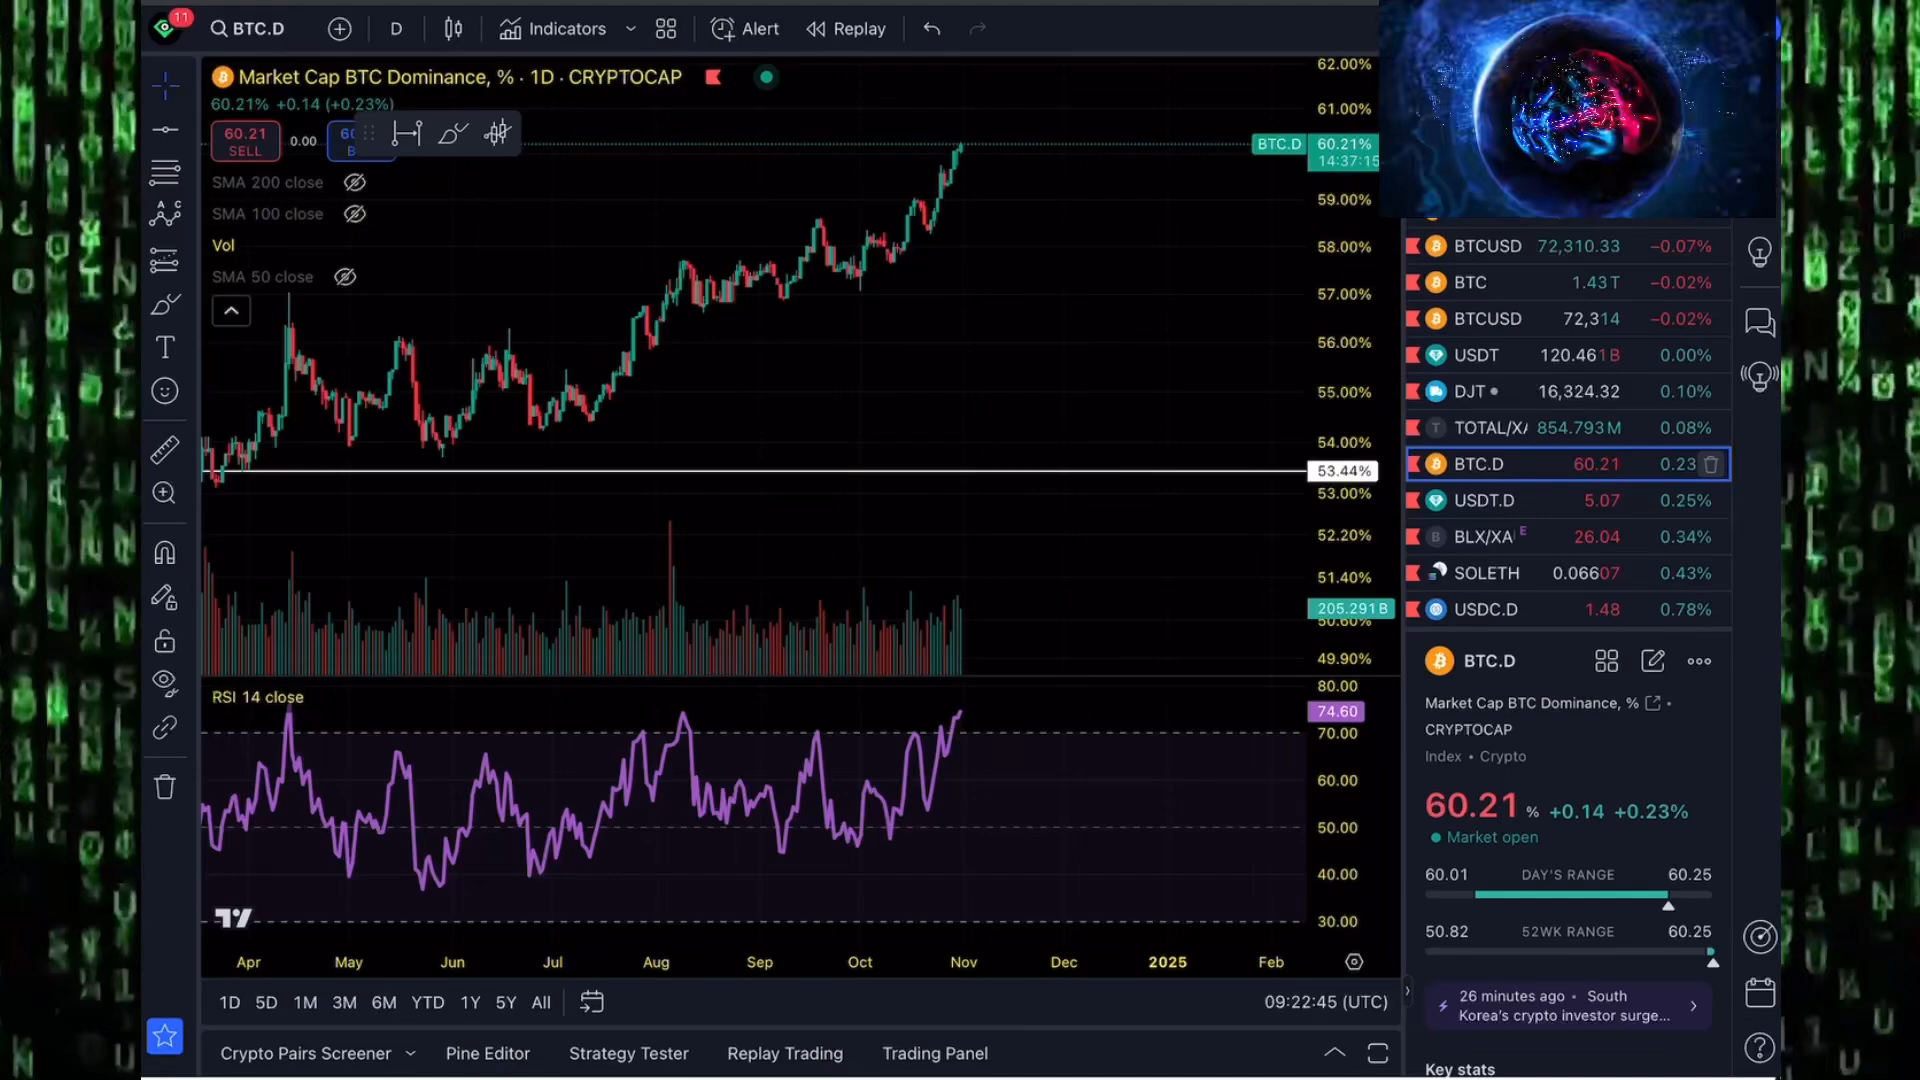 11
BTC.D
D
Indicators
Alert
Replay
Market Cap BTC Dominance, % · 1D · CRYPTOCAP
60.21% +0.14 (+0.23%)
60.21
SELL
0.00
SMA 200 close
SMA 100 close
Vol
SMA 50 close
RSI 14 close
62.00%
61.00%
BTC.D
60.21%
14:37:15
59.00%
58.00%
57.00%
56.00%
55.00%
54.00%
53.44%
53.00%
52.20%
51.40%
205.291B
50.60%
49.90%
80.00
74.60
70.00
60.00
50.00
40.00
30.00
Apr May Jun Jul Aug Sep Oct Nov Dec 2025 Feb
1D 5D 1M 3M 6M YTD 1Y 5Y All
09:22:45 (UTC)
Crypto Pairs Screener Pine Editor Strategy Tester Replay Trading Trading Panel
BTCUSD 72,310.33 −0.07%
BTC 1.43T −0.02%
BTCUSD 72,314 −0.02%
USDT 120.461B 0.00%
DJT 16,324.32 0.10%
TOTAL/XA 854.793M 0.08%
BTC.D 60.21 0.23
USDT.D 5.07 0.25%
BLX/XA E 26.04 0.34%
SOLETH 0.06607 0.43%
USDC.D 1.48 0.78%
BTC.D
Market Cap BTC Dominance, % •
CRYPTOCAP
Index • Crypto
60.21 % +0.14 +0.23%
Market open
60.01 DAY'S RANGE 60.25
50.82 52WK RANGE 60.25
26 minutes ago • South
Korea's crypto investor surge...
Key stats